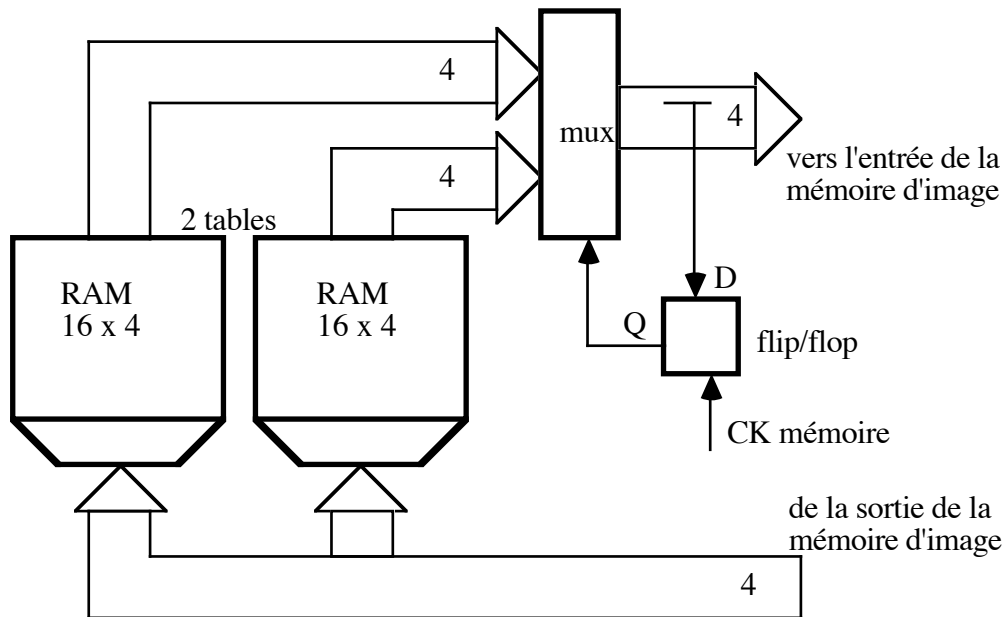 4
mux
4
vers l'entrée de la
mémoire d'image
4
2 tables
RAM
16 x 4
RAM
16 x 4
D
Q
flip/flop
CK mémoire
de la sortie de la
mémoire d'image
4